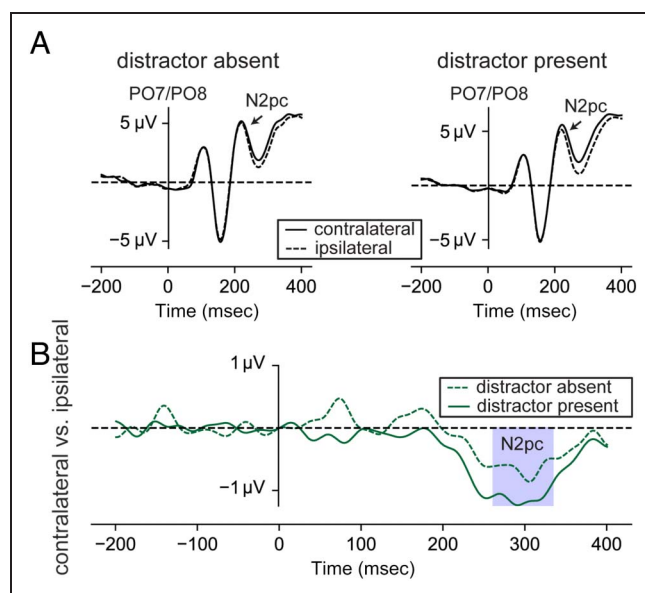 A
distractor absent
distractor present
PO7/PO8
N2pc
5 µV
−5 µV
PO7/PO8
N2pc
5 µV
−5 µV
contralateral
ipsilateral
−200 0 200 400
Time (msec)
−200 0 200 400
Time (msec)
B
contralateral vs. ipsilateral
1 µV
−1 µV
distractor absent
distractor present
N2pc
−200 −100 0 100 200 300 400
Time (msec)